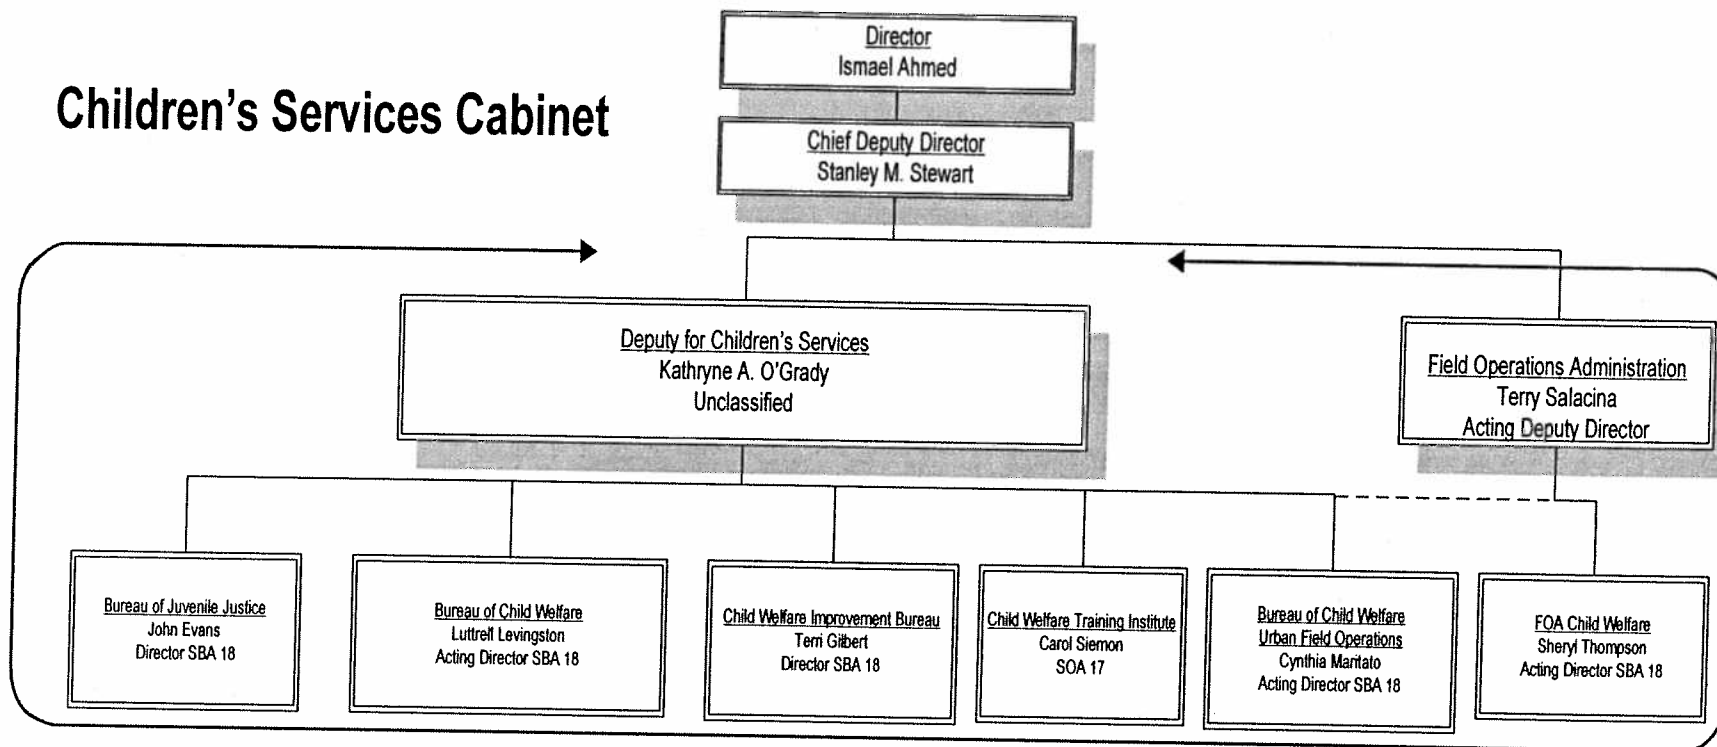 Children's Services Cabinet
Director
Ismael Ahmed
Chief Deputy Director
Stanley M. Stewart
Deputy for Children's Services
Kathryne A. O'Grady
Unclassified
Field Operations Administration
Terry Salacina
Acting Deputy Director
Bureau of Juvenile Justice
John Evans
Director SBA 18
Bureau of Child Welfare
Luttrell Levingston
Acting Director SBA 18
Child Welfare Improvement Bureau
Terri Gilbert
Director SBA 18
Child Welfare Training Institute
Carol Siemon
SOA 17
Bureau of Child Welfare
Urban Field Operations
Cynthia Maritato
Acting Director SBA 18
FOA Child Welfare
Sheryl Thompson
Acting Director SBA 18